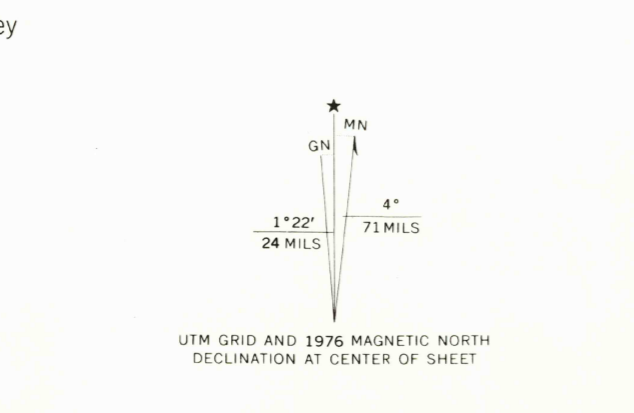 ey
★
MN
GN
4°
1°22'
71 MILS
24 MILS
UTM GRID AND 1976 MAGNETIC NORTH
DECLINATION AT CENTER OF SHEET